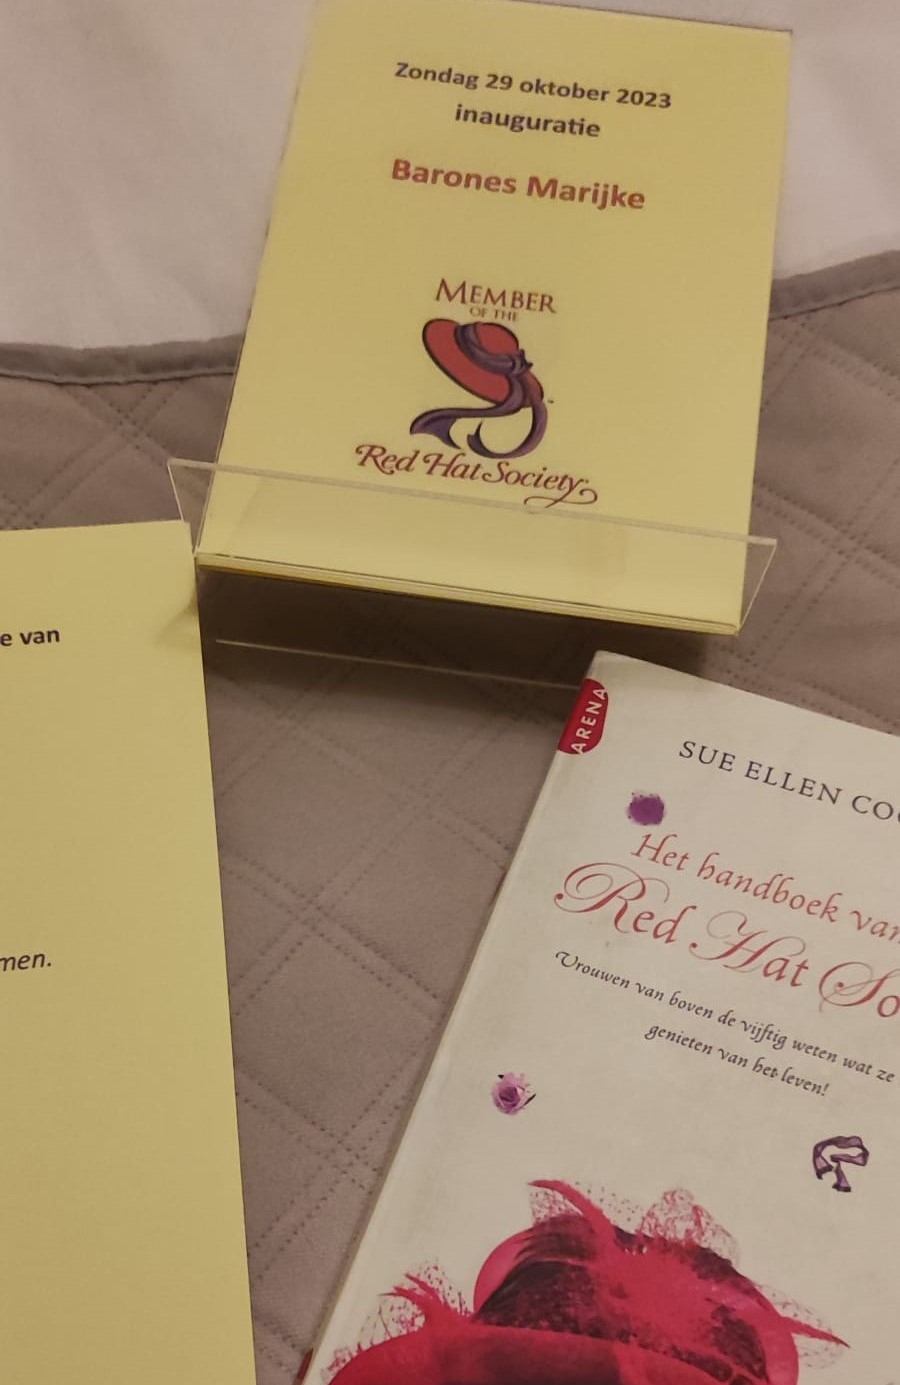 Zondag 29 oktober 2023
inauguratie
Barones Marijke
MEMBER
OF THE
Red Hat Society
e van
men.
ARENA
SUE ELLEN COO
Het handboek van
Red Hat So
Vrouwen van boven de vijftig weten wat ze
genieten van het leven!